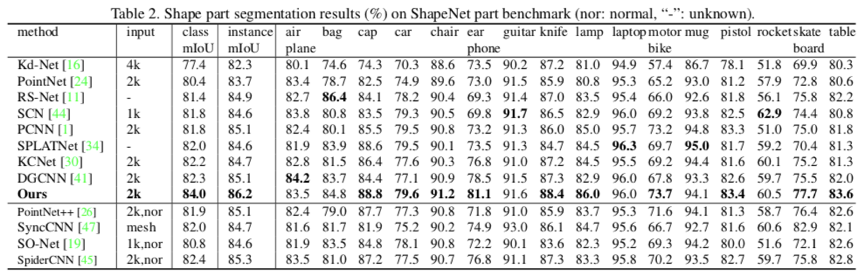 Table 2. Shape part segmentation results (%) on ShapeNet part benchmark (nor: normal, “-”: unknown).
method input class instance air bag cap car chair ear guitar knife lamp laptop motor mug pistol rocket skate table
mIoU mIoU plane phone bike board
Kd-Net [16] 4k 77.4 82.3 80.1 74.6 74.3 70.3 88.6 73.5 90.2 87.2 81.0 94.9 57.4 86.7 78.1 51.8 69.9 80.3
PointNet [24] 2k 80.4 83.7 83.4 78.7 82.5 74.9 89.6 73.0 91.5 85.9 80.8 95.3 65.2 93.0 81.2 57.9 72.8 80.6
RS-Net [11] - 81.4 84.9 82.7 86.4 84.1 78.2 90.4 69.3 91.4 87.0 83.5 95.4 66.0 92.6 81.8 56.1 75.8 82.2
SCN [44] 1k 81.8 84.6 83.8 80.8 83.5 79.3 90.5 69.8 91.7 86.5 82.9 96.0 69.2 93.8 82.5 62.9 74.4 80.8
PCNN [1] 2k 81.8 85.1 82.4 80.1 85.5 79.5 90.8 73.2 91.3 86.0 85.0 95.7 73.2 94.8 83.3 51.0 75.0 81.8
SPLATNet [34] - 82.0 84.6 81.9 83.9 88.6 79.5 90.1 73.5 91.3 84.7 84.5 96.3 69.7 95.0 81.7 59.2 70.4 81.3
KCNet [30] 2k 82.2 84.7 82.8 81.5 86.4 77.6 90.3 76.8 91.0 87.2 84.5 95.5 69.2 94.4 81.6 60.1 75.2 81.3
DGCNN [41] 2k 82.3 85.1 84.2 83.7 84.4 77.1 90.9 78.5 91.5 87.3 82.9 96.0 67.8 93.3 82.6 59.7 75.5 82.0
Ours 2k 84.0 86.2 83.5 84.8 88.8 79.6 91.2 81.1 91.6 88.4 86.0 96.0 73.7 94.1 83.4 60.5 77.7 83.6
PointNet++ [26] 2k,nor 81.9 85.1 82.4 79.0 87.7 77.3 90.8 71.8 91.0 85.9 83.7 95.3 71.6 94.1 81.3 58.7 76.4 82.6
SyncCNN [47] mesh 82.0 84.7 81.6 81.7 81.9 75.2 90.2 74.9 93.0 86.1 84.7 95.6 66.7 92.7 81.6 60.6 82.9 82.1
SO-Net [19] 1k,nor 80.8 84.6 81.9 83.5 84.8 78.1 90.8 72.2 90.1 83.6 82.3 95.2 69.3 94.2 80.0 51.6 72.1 82.6
SpiderCNN [45] 2k,nor 82.4 85.3 83.5 81.0 87.2 77.5 90.7 76.8 91.1 87.3 83.3 95.8 70.2 93.5 82.7 59.7 75.8 82.8